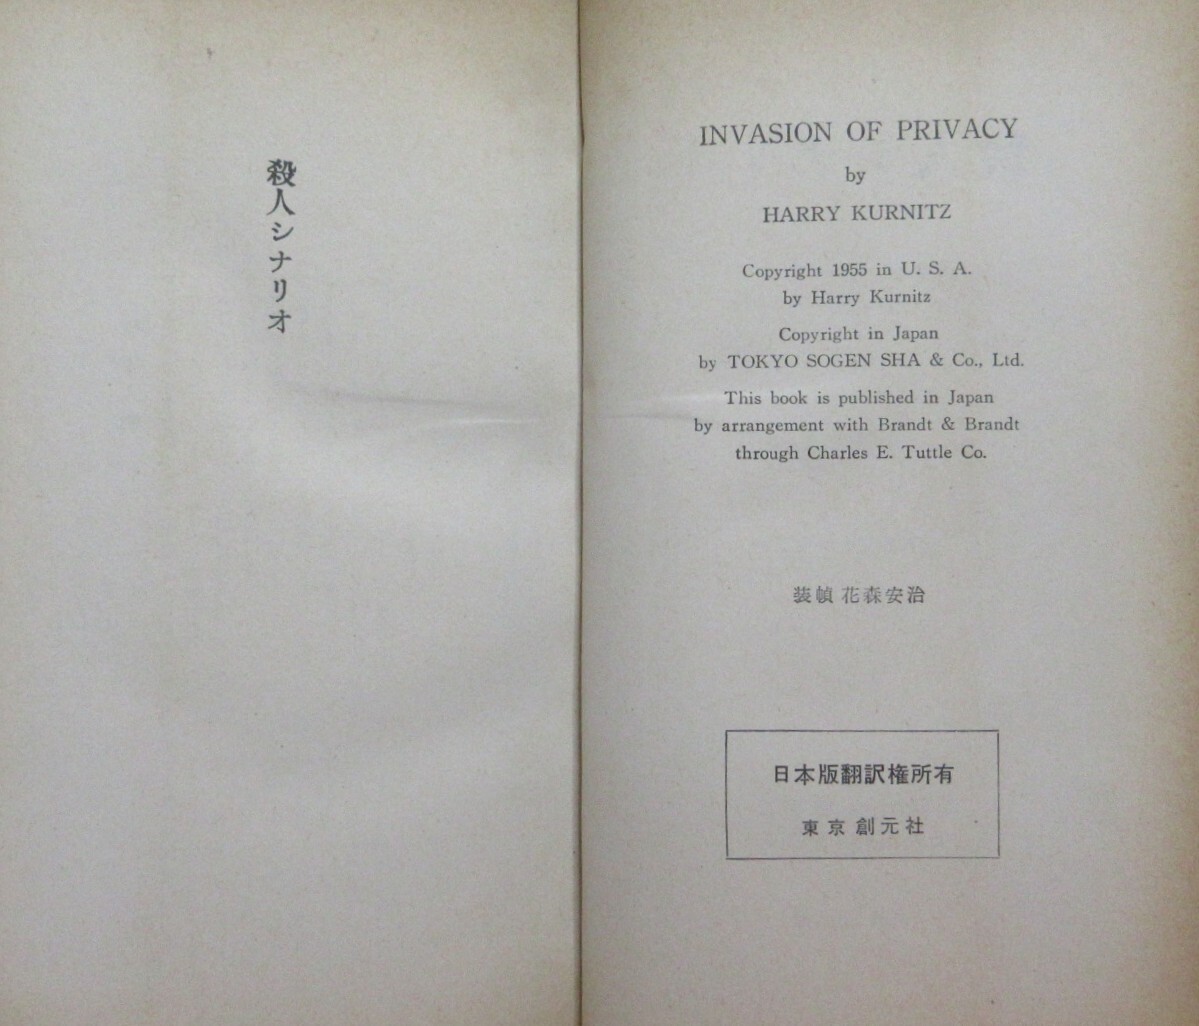 殺人シナリオ
INVASION OF PRIVACY
by
HARRY KURNITZ
Copyright 1955 in U. S. A.
by Harry Kurnitz
Copyright in Japan
by TOKYO SOGEN SHA & Co., Ltd.
This book is published in Japan
by arrangement with Brandt & Brandt
through Charles E. Tuttle Co.
装幀 花森安治
日本版翻訳権所有
東京創元社